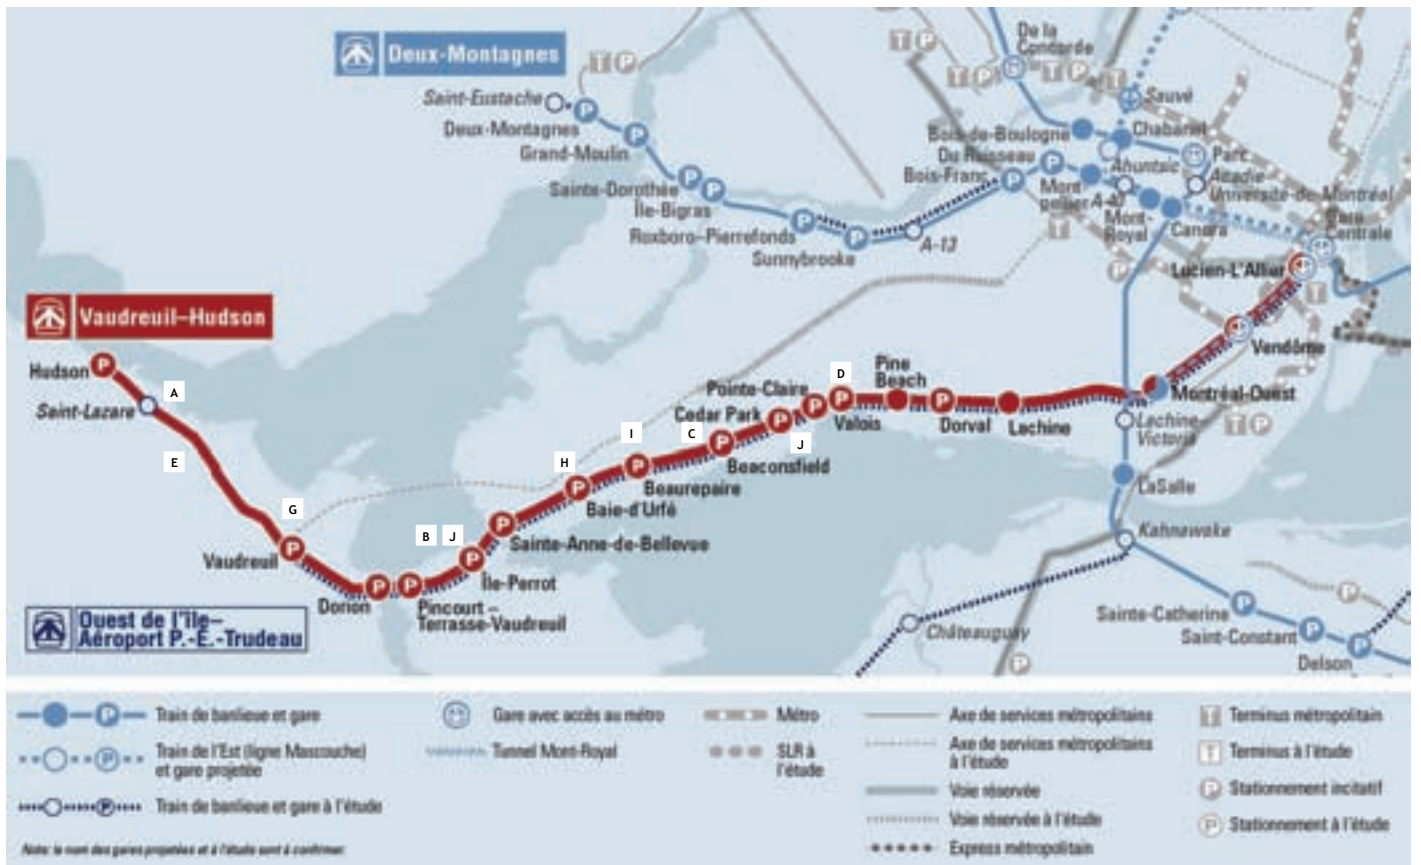 Deux-Montagnes
Saint-Eustache
Deux-Montagnes
Grand-Moulin
Sainte-Dorothée
Île-Bigras
Roxboro–Pierrefonds
Sunnybrooke
A-13
Bois-Franc
Du Ruisseau
Bois-de-Boulogne
De la
Concorde
Sauvé
Chabanel
Ahuntsic
Parc
Acadie
Université-de-Montréal
Mont
pellier
A-40
Mont-
Royal
Canora
Gare
Centrale
Lucien-L'Allier
Vendôme
Montréal-Ouest
Vaudreuil–Hudson
Hudson
A
Saint-Lazare
E
G
Vaudreuil
Dorion
B
J
Pincourt –
Terrasse-Vaudreuil
Île-Perrot
Sainte-Anne-de-Bellevue
H
Baie-d'Urfé
I
Beaurepaire
C
Beaconsfield
Cedar Park
J
Pointe-Claire
D
Valois
Pine
Beach
Dorval
Lachine
Lachine-
Victoria
LaSalle
Kahnawake
Châteauguay
Sainte-Catherine
Saint-Constant
Delson
Ouest de l'île–
Aéroport P.-E.-Trudeau
Train de banlieue et gare
Train de l'Est (ligne Mascouche)
et gare projetée
Train de banlieue et gare à l'étude
Note: le nom des gares projetées et à l'étude sont à confirmer.
Gare avec accès au métro
Tunnel Mont-Royal
Métro
SLR à
l'étude
Axe de services métropolitains
Axe de services métropolitains
à l'étude
Voie réservée
Voie réservée à l'étude
Express métropolitain
T Terminus métropolitain
T Terminus à l'étude
P Stationnement incitatif
P Stationnement à l'étude